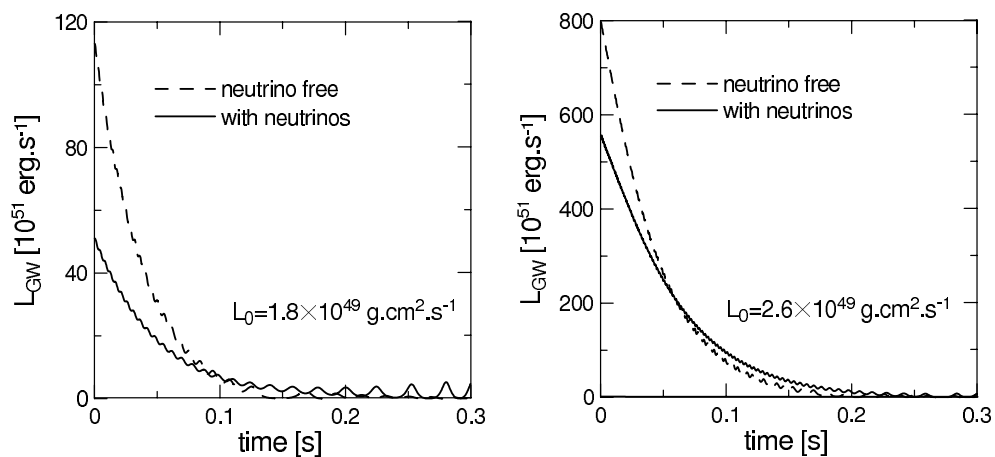 120
80
40
0
L_GW [10^51 erg.s^-1]
neutrino free
with neutrinos
L_0=1.8×10^49 g.cm^2.s^-1
0 0.1 0.2 0.3
time [s]
800
600
400
200
0
L_GW [10^51 erg.s^-1]
neutrino free
with neutrinos
L_0=2.6×10^49 g.cm^2.s^-1
0 0.1 0.2 0.3
time [s]